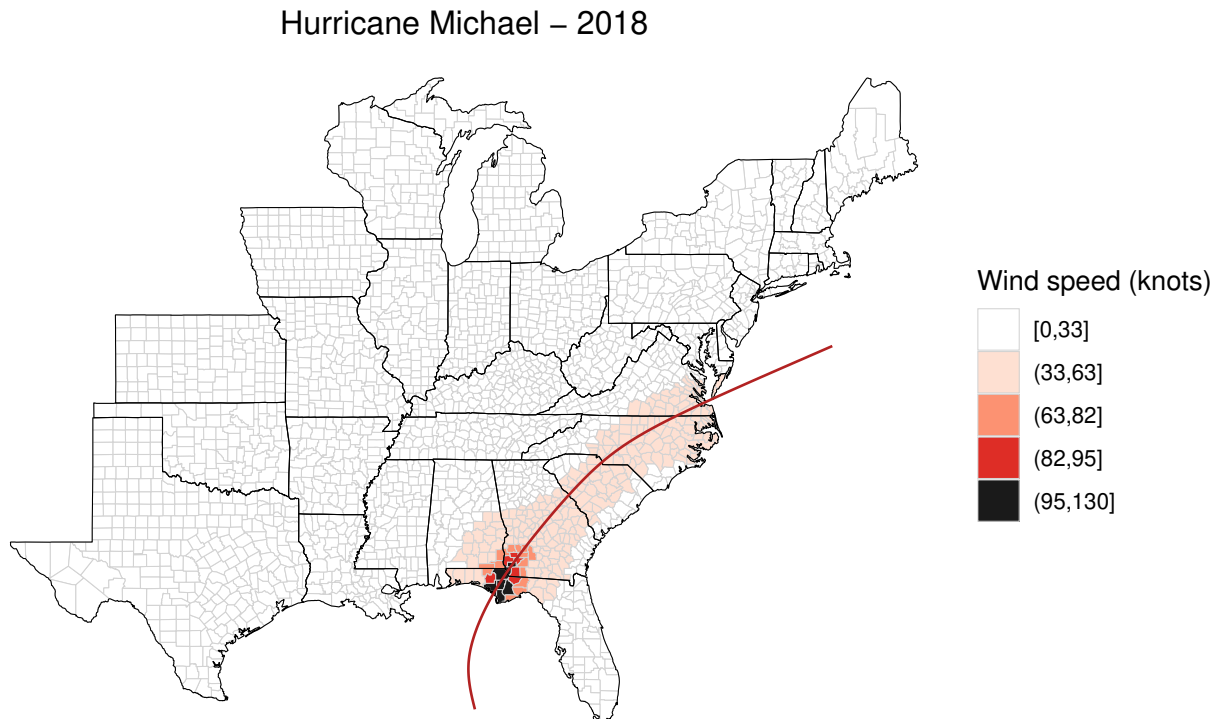 Hurricane Michael – 2018
Wind speed (knots)
[0,33]
(33,63]
(63,82]
(82,95]
(95,130]